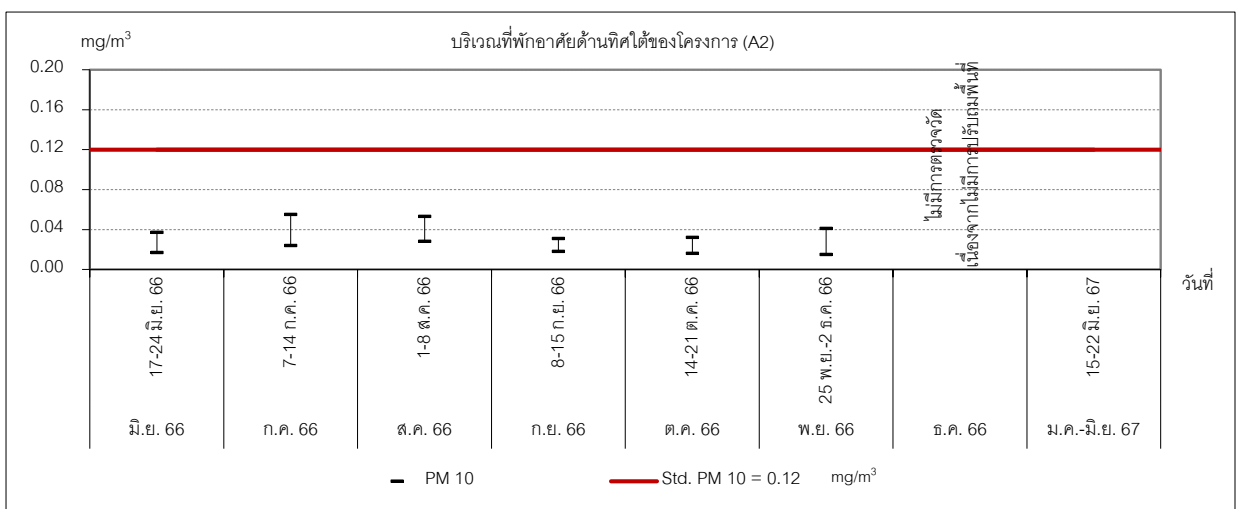 mg/m³
บริเวณที่พักอาศัยด้านทิศใต้ของโครงการ (A2)
0.20
0.16
0.12
0.08
0.04
0.00
ไม่มีการตรวจวัด
เนื่องจากไม่มีการปรับถมพื้นที่
วันที่
17-24 มิ.ย. 66
7-14 ก.ค. 66
1-8 ส.ค. 66
8-15 ก.ย. 66
14-21 ต.ค. 66
25 พ.ย.-2 ธ.ค. 66
15-22 มิ.ย. 67
มิ.ย. 66
ก.ค. 66
ส.ค. 66
ก.ย. 66
ต.ค. 66
พ.ย. 66
ธ.ค. 66
ม.ค.-มิ.ย. 67
PM 10
Std. PM 10 = 0.12 mg/m³